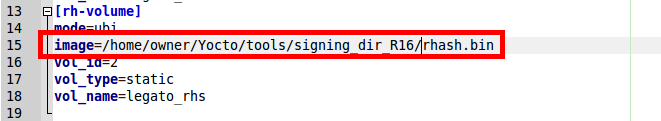 13 [rh-volume]
14 mode=ubi
15 image=/home/owner/Yocto/tools/signing_dir_R16/rhash.bin
16 vol_id=2
17 vol_type=static
18 vol_name=legato_rhs
19